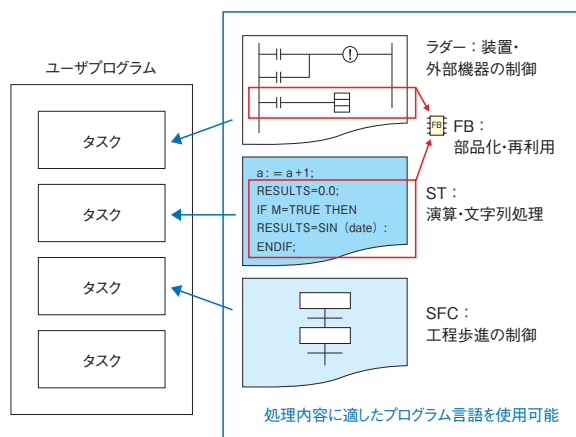 ユーザプログラム
タスク
タスク
タスク
タスク
ラダー：装置・
外部機器の制御
FB
FB：
部品化・再利用
a：＝a+1;
RESULTS=0.0;
IF M=TRUE THEN
RESULTS=SIN（date）:
ENDIF;
ST：
演算・文字列処理
SFC：
工程歩進の制御
処理内容に適したプログラム言語を使用可能